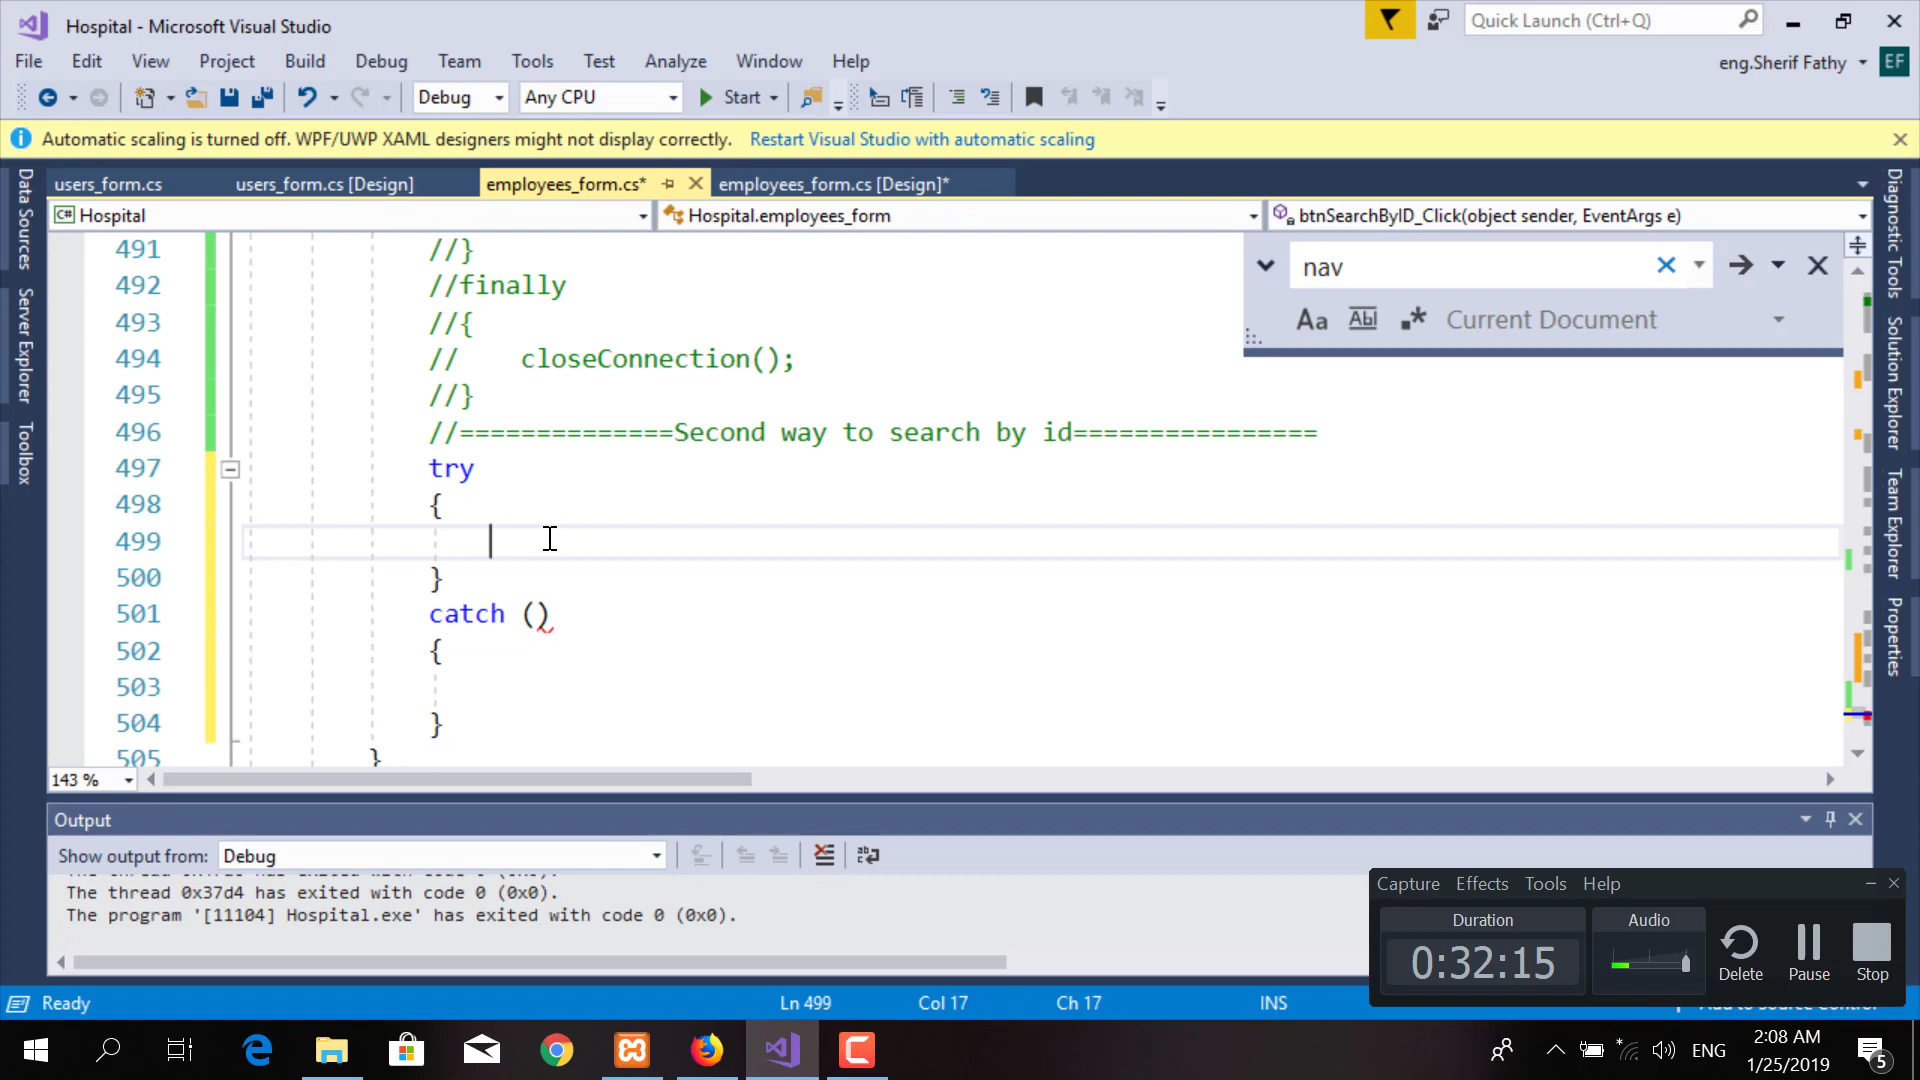 Hospital - Microsoft Visual Studio
Quick Launch (Ctrl+Q)
File Edit View Project Build Debug Team Tools Test Analyze Window Help
eng.Sherif Fathy EF
Debug Any CPU Start
Automatic scaling is turned off. WPF/UWP XAML designers might not display correctly. Restart Visual Studio with automatic scaling
users_form.cs users_form.cs [Design] employees_form.cs* employees_form.cs [Design]*
Hospital Hospital.employees_form btnSearchByID_Click(object sender, EventArgs e)
Data Sources
Server Explorer
Toolbox
Diagnostic Tools
Solution Explorer
Team Explorer
Properties
nav
Aa Abl .* Current Document
491 //}
492 //finally
493 //{
494 // closeConnection();
495 //}
496 //==============Second way to search by id================
497 try
498 {
499
500 }
501 catch ()
502 {
503
504 }
505 }
143 %
Output
Show output from: Debug
The thread 0x37d4 has exited with code 0 (0x0).
The program '[11104] Hospital.exe' has exited with code 0 (0x0).
Capture Effects Tools Help
Duration Audio
0:32:15
Delete Pause Stop
Ready Ln 499 Col 17 Ch 17 INS
ENG 2:08 AM
1/25/2019
5